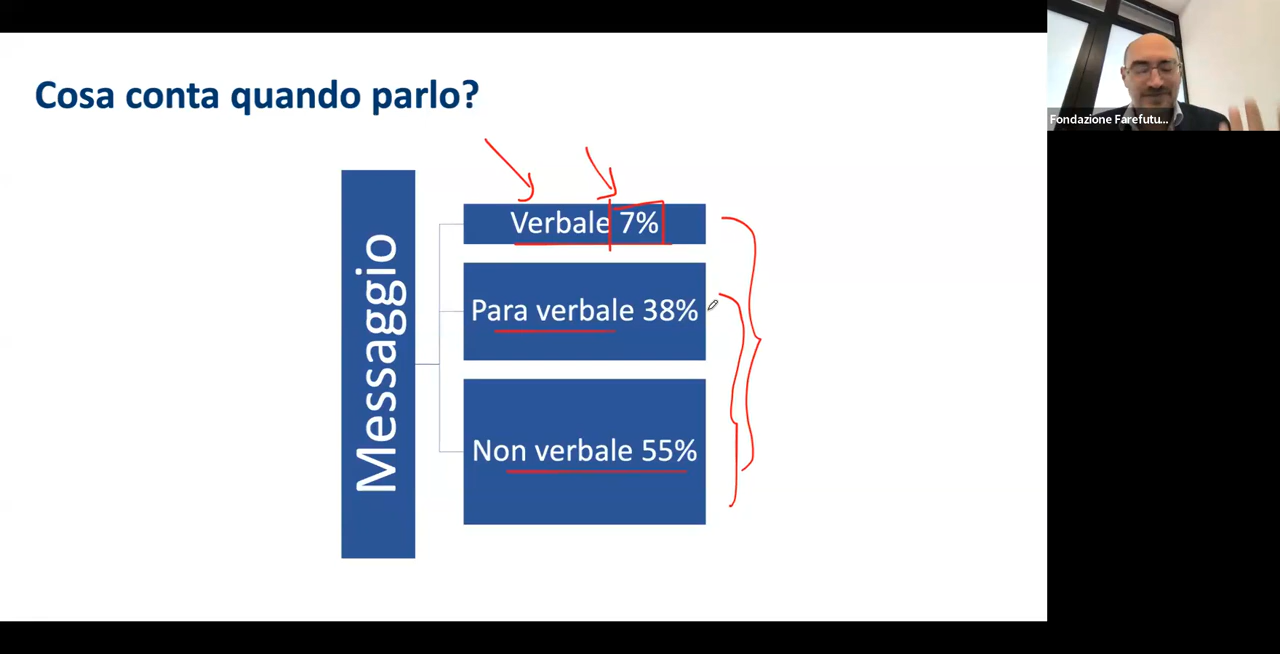 Cosa conta quando parlo?
Messaggio
Verbale 7%
Para verbale 38%
Non verbale 55%
Fondazione Farefutu...